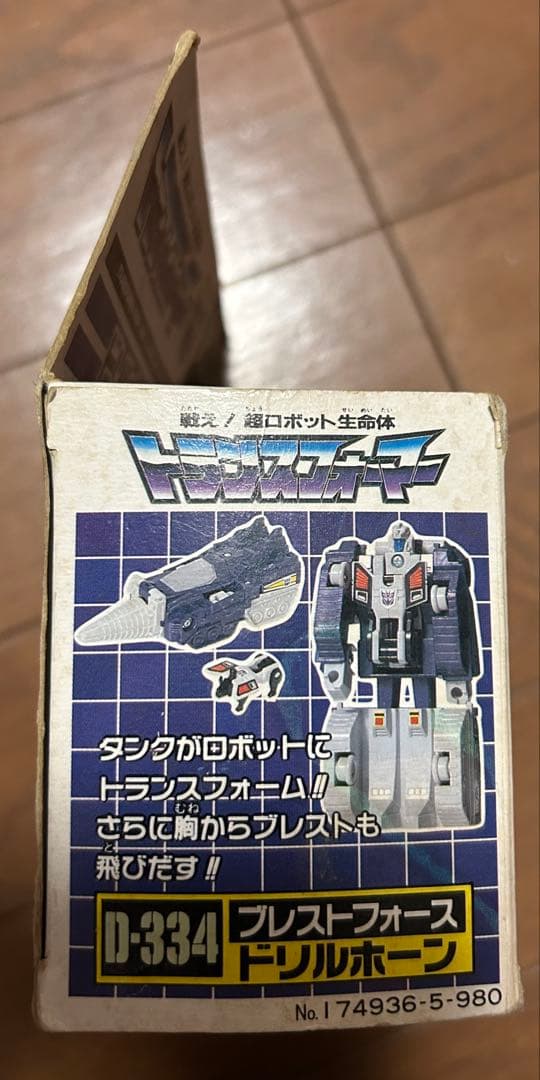 戦え！超ロボット生命体
トランスフォーマー
タンクがロボットに
トランスフォーム!!
さらに胸からブレストも
飛びだす!!
D-334
ブレストフォース
ドリルホーン
No.174936-5-980